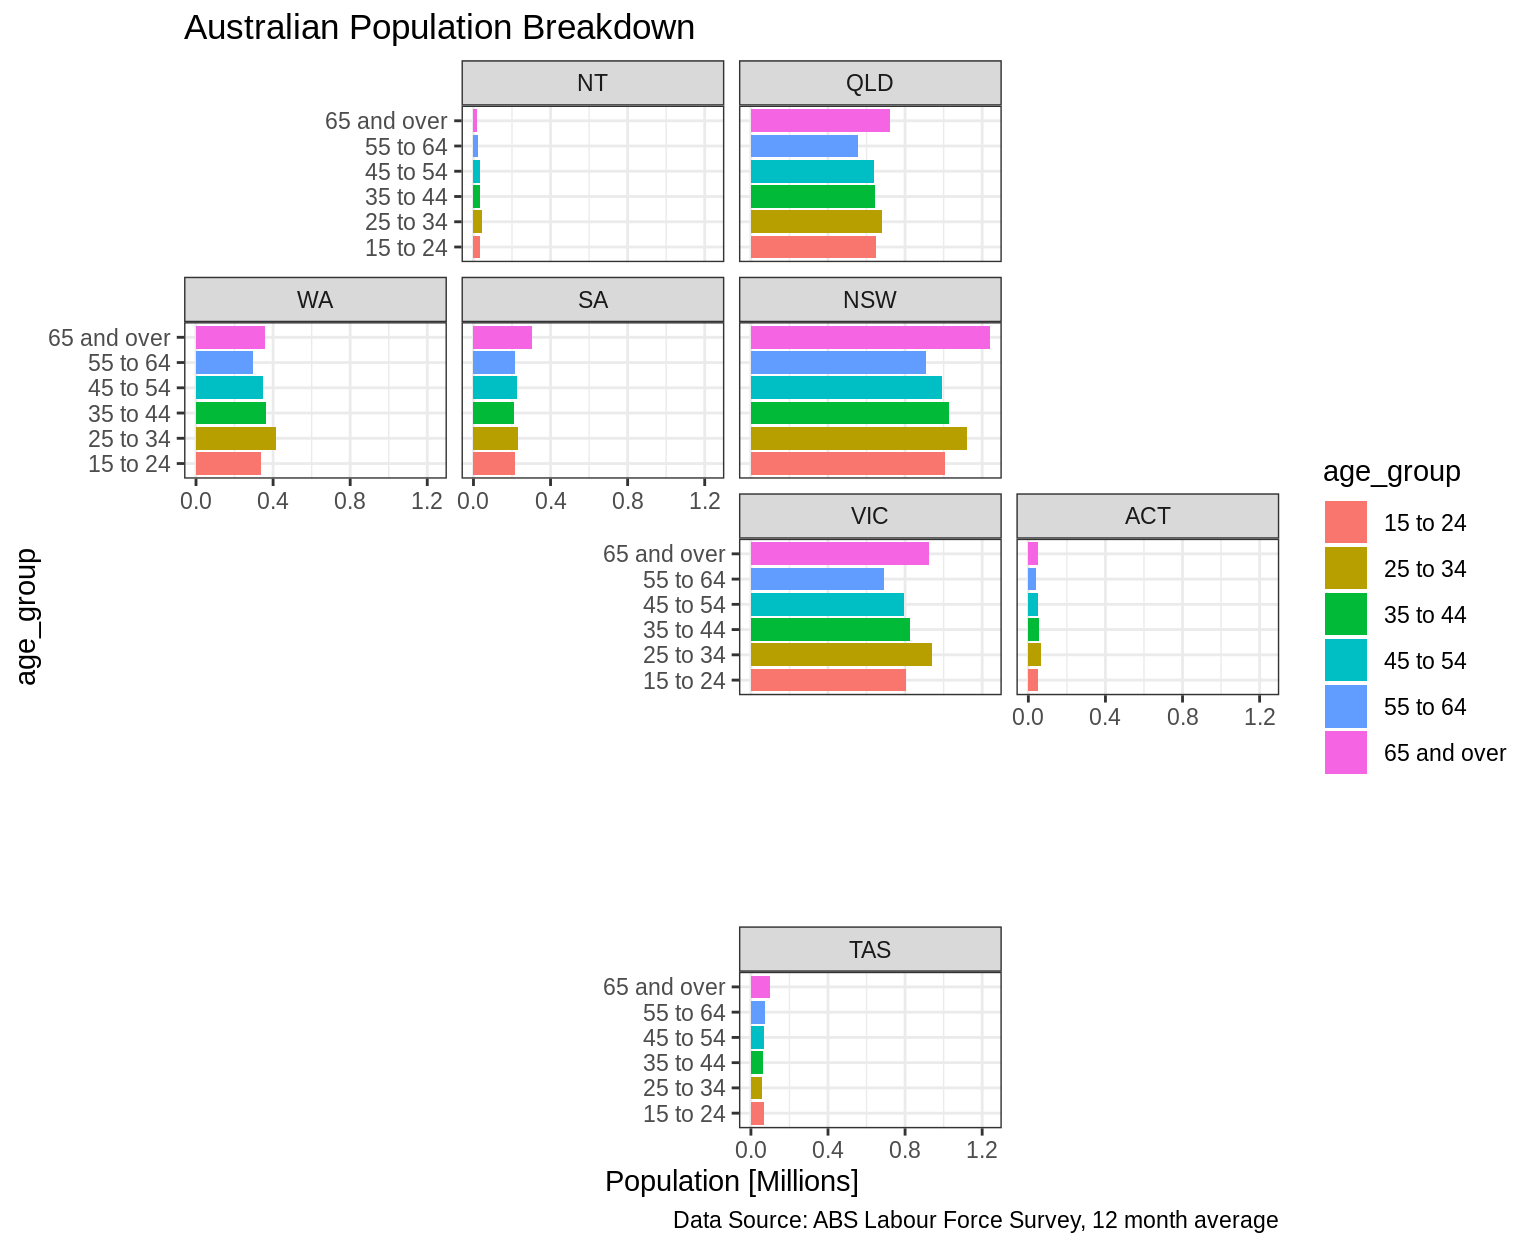 Australian Population Breakdown
NT
QLD
65 and over
55 to 64
45 to 54
35 to 44
25 to 34
15 to 24
WA
SA
NSW
65 and over
55 to 64
45 to 54
35 to 44
25 to 34
15 to 24
0.0 0.4 0.8 1.2
0.0 0.4 0.8 1.2
VIC
ACT
65 and over
55 to 64
45 to 54
35 to 44
25 to 34
15 to 24
0.0 0.4 0.8 1.2
TAS
65 and over
55 to 64
45 to 54
35 to 44
25 to 34
15 to 24
0.0 0.4 0.8 1.2
age_group
Population [Millions]
Data Source: ABS Labour Force Survey, 12 month average
age_group
15 to 24
25 to 34
35 to 44
45 to 54
55 to 64
65 and over